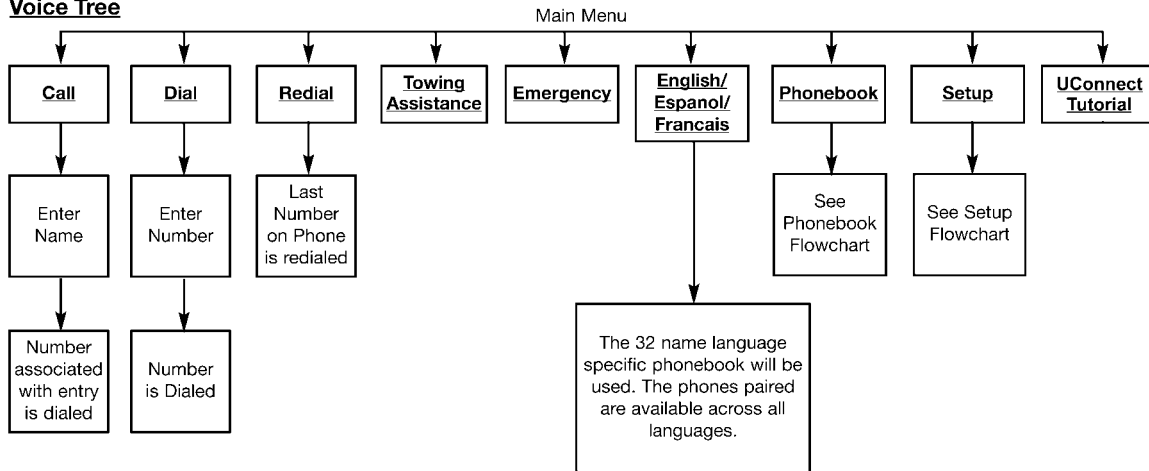 Voice Tree
Main Menu
Call
Dial
Redial
Towing
Assistance
Emergency
English/
Espanol/
Francais
Phonebook
Setup
UConnect
Tutorial
Enter
Name
Enter
Number
Last
Number
on Phone
is redialed
See
Phonebook
Flowchart
See Setup
Flowchart
Number
associated
with entry
is dialed
Number
is Dialed
The 32 name language
specific phonebook will be
used. The phones paired
are available across all
languages.